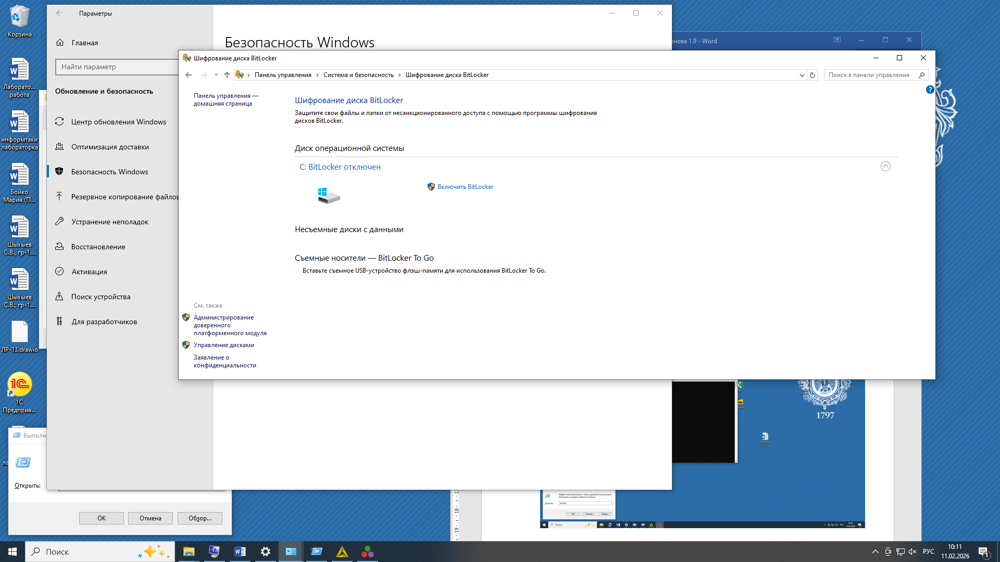 Корзина
Лаборато...
работа
информтаки
лабораторка
Бойко
Мария (П...
Шыхыев
С.В., гр-1....
Шыхыев
С.В., гр-1....
ЛР-13.drawio
1С
Предприя...
Параметры
Главная
Найти параметр
Обновление и безопасность
Центр обновления Windows
Оптимизация доставки
Безопасность Windows
Резервное копирование файлов
Устранение неполадок
Восстановление
Активация
Поиск устройства
Для разработчиков
Безопасность Windows
нова 1.9 - Word
Шифрование диска BitLocker
Панель управления
Система и безопасность
Шифрование диска BitLocker
Поиск в панели управления
Панель управления —
домашняя страница
Шифрование диска BitLocker
Защитите свои файлы и папки от несанкционированного доступа с помощью программы шифрования
дисков BitLocker.
Диск операционной системы
C: BitLocker отключен
Включить BitLocker
Несъемные диски с данными
Съемные носители — BitLocker To Go
Вставьте съемное USB-устройство флэш-памяти для использования BitLocker To Go.
См. также
Администрирование
доверенного
платформенного модуля
Управление дисками
Заявление о
конфиденциальности
1797
Выполн
Открыть:
ОК
Отмена
Обзор...
Поиск
РУС
10:11
11.02.2026
1